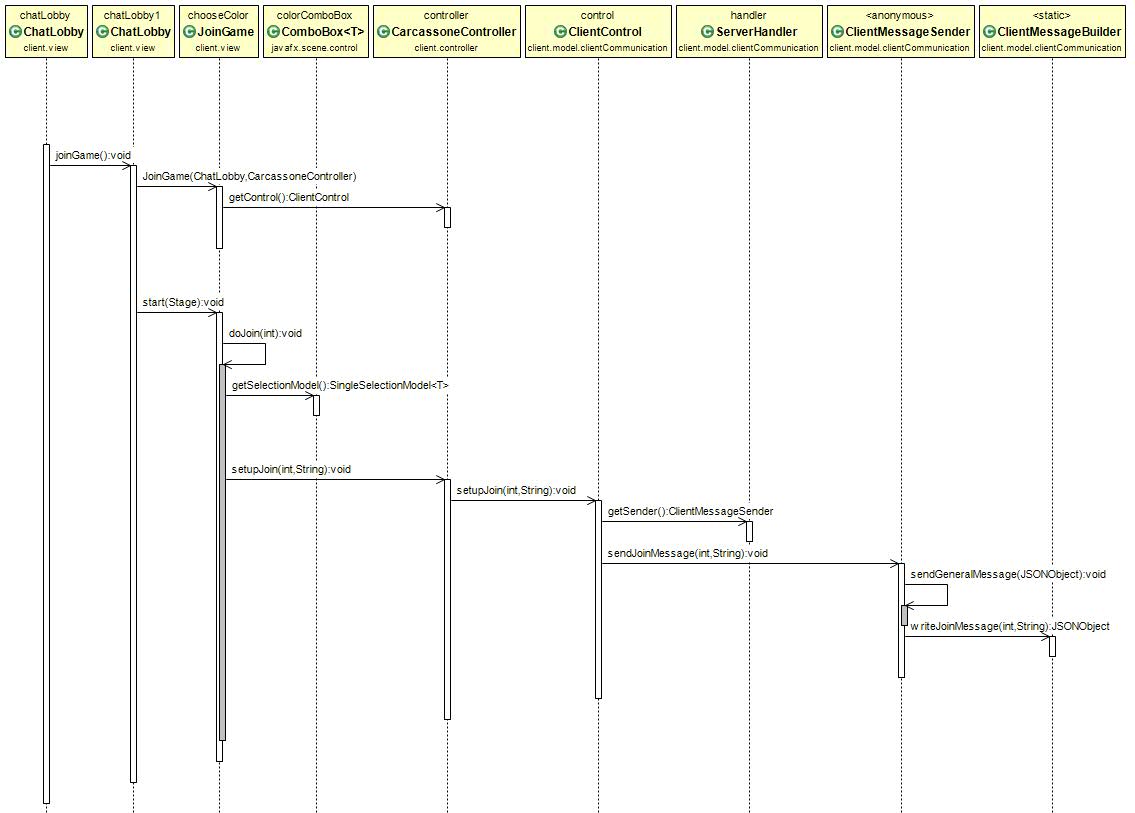 chatLobby
ChatLobby
client.view
chatLobby1
ChatLobby
client.view
chooseColor
JoinGame
client.view
colorComboBox
ComboBox<T>
javafx.scene.control
controller
CarcassoneController
client.controller
control
ClientControl
client.model.clientCommunication
handler
ServerHandler
client.model.clientCommunication
<anonymous>
ClientMessageSender
client.model.clientCommunication
<static>
ClientMessageBuilder
client.model.clientCommunication
joinGame():void
JoinGame(ChatLobby,CarcassoneController)
getControl():ClientControl
start(Stage):void
doJoin(int):void
getSelectionModel():SingleSelectionModel<T>
setupJoin(int,String):void
setupJoin(int,String):void
getSender():ClientMessageSender
sendJoinMessage(int,String):void
sendGeneralMessage(JSONObject):void
writeJoinMessage(int,String):JSONObject